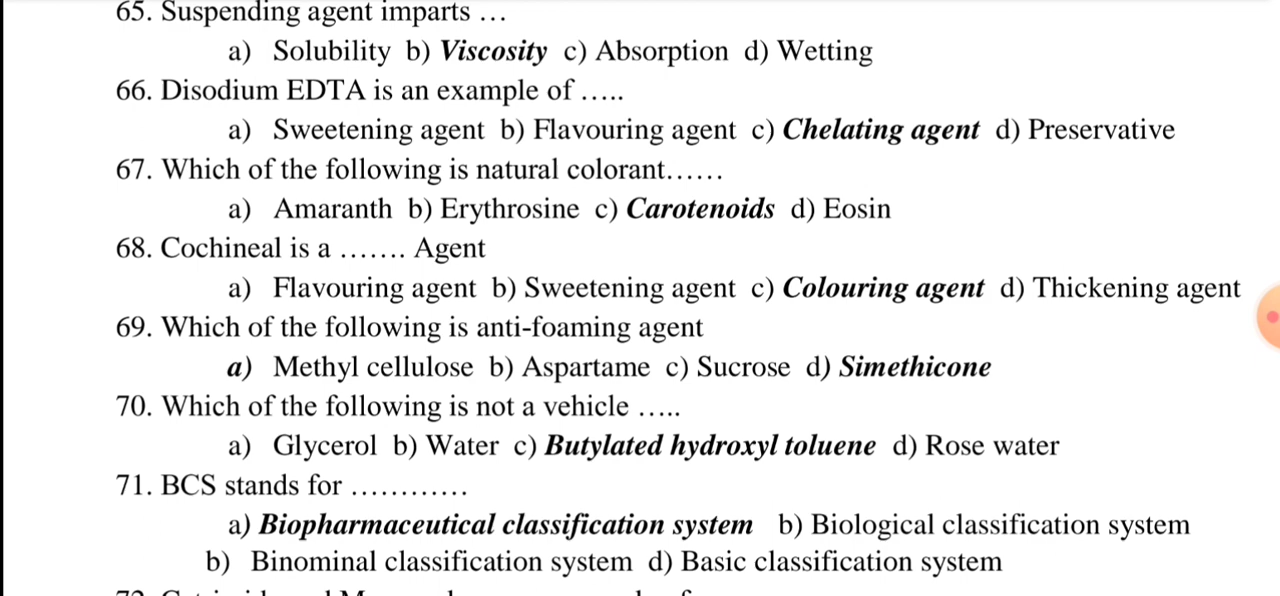 65. Suspending agent imparts …
a) Solubility b) Viscosity c) Absorption d) Wetting
66. Disodium EDTA is an example of …..
a) Sweetening agent b) Flavouring agent c) Chelating agent d) Preservative
67. Which of the following is natural colorant……
a) Amaranth b) Erythrosine c) Carotenoids d) Eosin
68. Cochineal is a ……. Agent
a) Flavouring agent b) Sweetening agent c) Colouring agent d) Thickening agent
69. Which of the following is anti-foaming agent
a) Methyl cellulose b) Aspartame c) Sucrose d) Simethicone
70. Which of the following is not a vehicle …..
a) Glycerol b) Water c) Butylated hydroxyl toluene d) Rose water
71. BCS stands for …………
a) Biopharmaceutical classification system b) Biological classification system
b) Binominal classification system d) Basic classification system